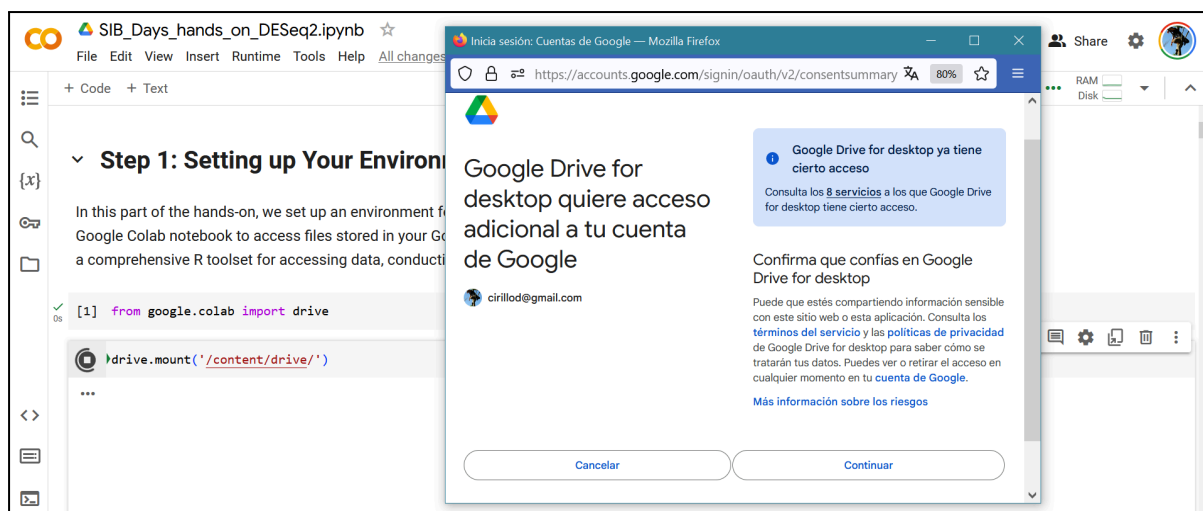 SIB_Days_hands_on_DESeq2.ipynb
File Edit View Insert Runtime Tools Help All changes
Share
+ Code + Text
RAM
Disk
Step 1: Setting up Your Environ
In this part of the hands-on, we set up an environment f
Google Colab notebook to access files stored in your Go
a comprehensive R toolset for accessing data, conducti
0s
[1] from google.colab import drive
drive.mount('/content/drive/')
...
{x}
Inicia sesión: Cuentas de Google — Mozilla Firefox
https://accounts.google.com/signin/oauth/v2/consentsummary
80%
Google Drive for
desktop quiere acceso
adicional a tu cuenta
de Google
cirillod@gmail.com
Google Drive for desktop ya tiene
cierto acceso
Consulta los 8 servicios a los que Google Drive
for desktop tiene cierto acceso.
Confirma que confías en Google
Drive for desktop
Puede que estés compartiendo información sensible
con este sitio web o esta aplicación. Consulta los
términos del servicio y las políticas de privacidad
de Google Drive for desktop para saber cómo se
tratarán tus datos. Puedes ver o retirar el acceso en
cualquier momento en tu cuenta de Google.
Más información sobre los riesgos
Cancelar
Continuar